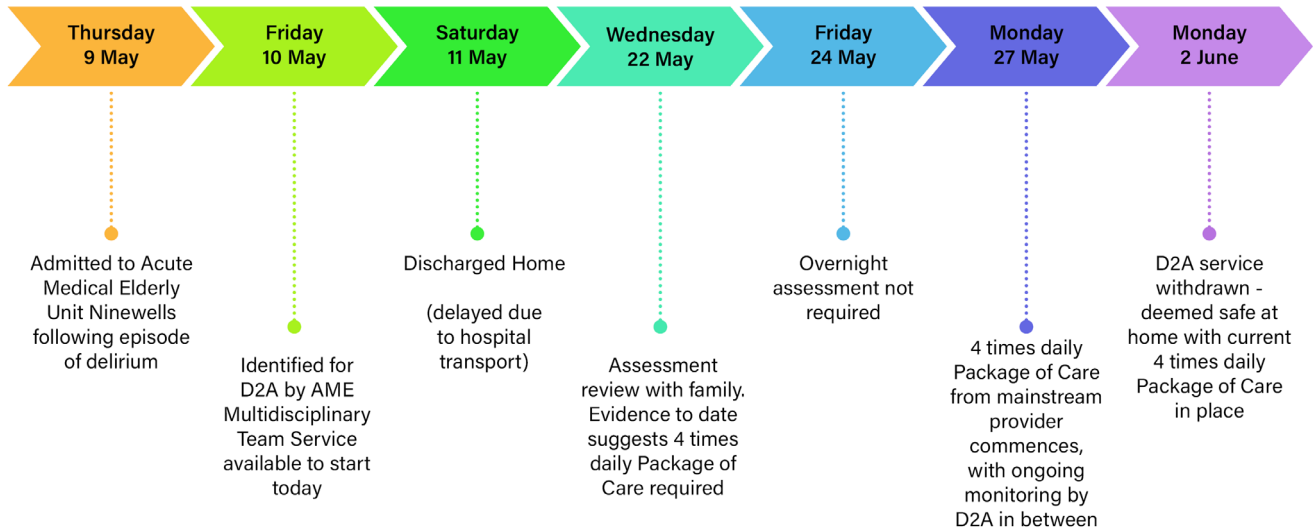 Thursday
9 May
Friday
10 May
Saturday
11 May
Wednesday
22 May
Friday
24 May
Monday
27 May
Monday
2 June
Admitted to Acute
Medical Elderly
Unit Ninewells
following episode
of delirium
Identified for
D2A by AME
Multidisciplinary
Team Service
available to start
today
Discharged Home
(delayed due
to hospital
transport)
Assessment
review with family.
Evidence to date
suggests 4 times
daily Package of
Care required
Overnight
assessment not
required
4 times daily
Package of Care
from mainstream
provider
commences,
with ongoing
monitoring by
D2A in between
D2A service
withdrawn -
deemed safe at
home with current
4 times daily
Package of Care
in place